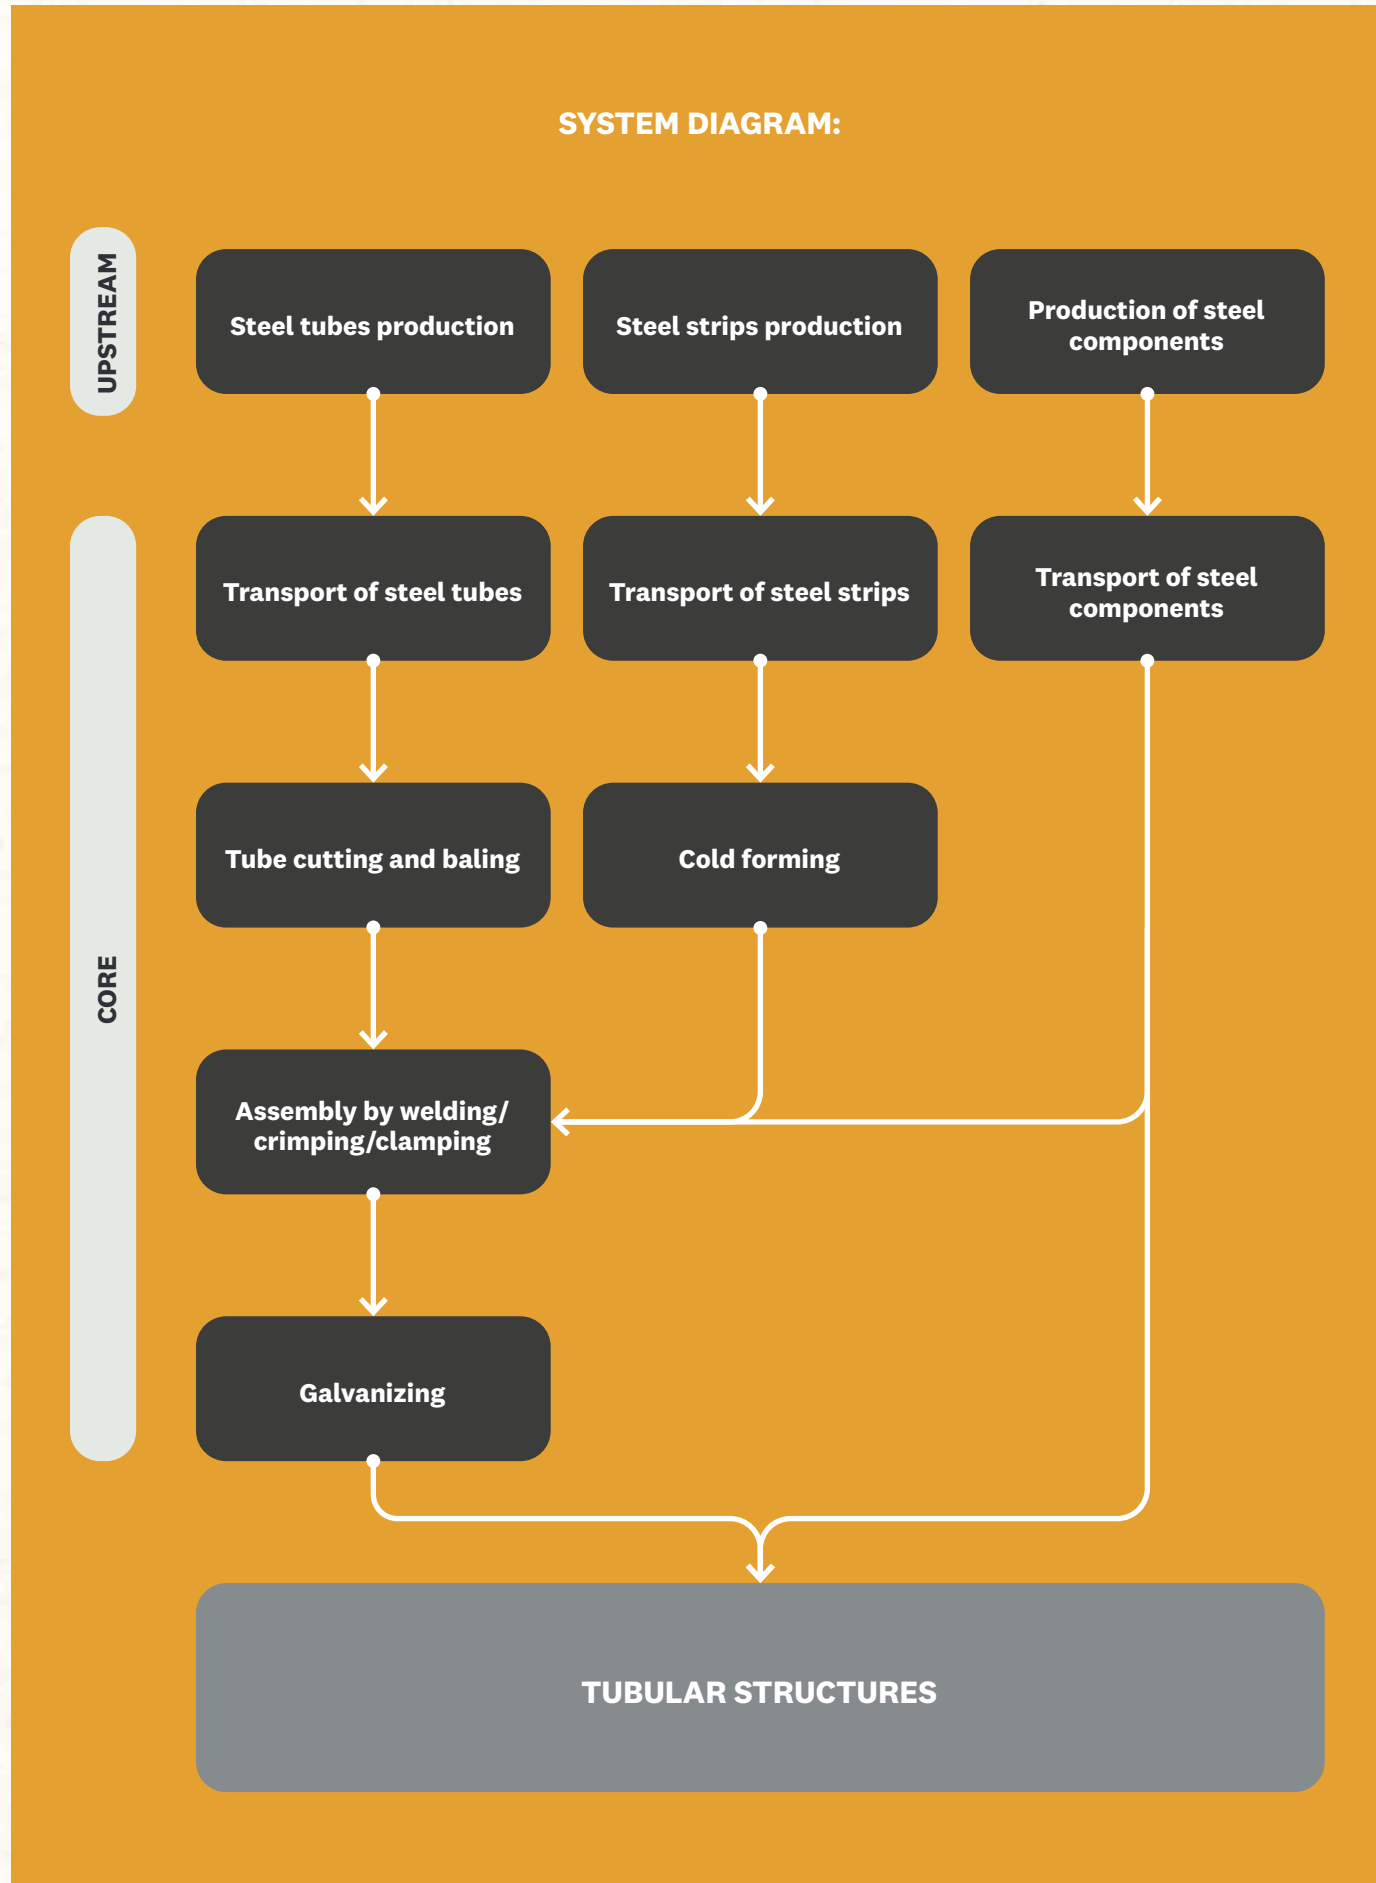 SYSTEM DIAGRAM:
UPSTREAM
Steel tubes production
Steel strips production
Production of steel
components
CORE
Transport of steel tubes
Transport of steel strips
Transport of steel
components
Tube cutting and baling
Cold forming
Assembly by welding/
crimping/clamping
Galvanizing
TUBULAR STRUCTURES